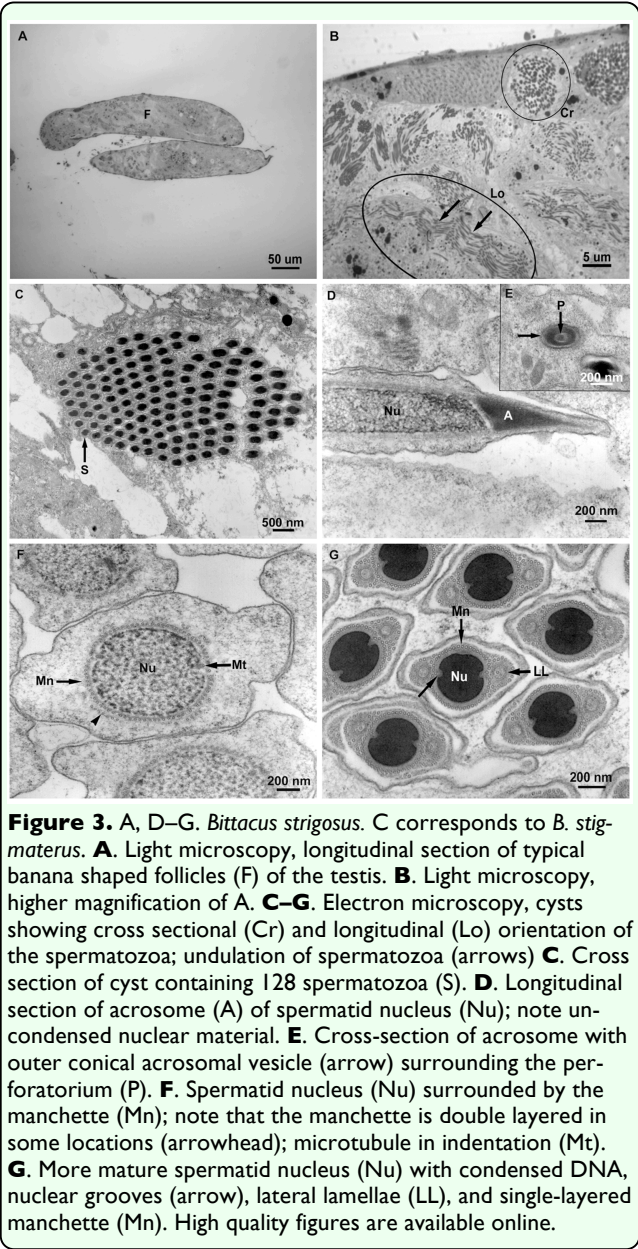 A
F
50 um
B
Cr
Lo
5 um
C
S
500 nm
D
Nu
A
200 nm
E
P
200 nm
F
Nu
Mn
Mt
200 nm
G
Mn
Nu
LL
200 nm
Figure 3. A, D–G. Bittacus strigosus. C corresponds to B. stig-
materus. A. Light microscopy, longitudinal section of typical
banana shaped follicles (F) of the testis. B. Light microscopy,
higher magnification of A. C–G. Electron microscopy, cysts
showing cross sectional (Cr) and longitudinal (Lo) orientation of
the spermatozoa; undulation of spermatozoa (arrows) C. Cross
section of cyst containing 128 spermatozoa (S). D. Longitudinal
section of acrosome (A) of spermatid nucleus (Nu); note un-
condensed nuclear material. E. Cross-section of acrosome with
outer conical acrosomal vesicle (arrow) surrounding the per-
foratorium (P). F. Spermatid nucleus (Nu) surrounded by the
manchette (Mn); note that the manchette is double layered in
some locations (arrowhead); microtubule in indentation (Mt).
G. More mature spermatid nucleus (Nu) with condensed DNA,
nuclear grooves (arrow), lateral lamellae (LL), and single-layered
manchette (Mn). High quality figures are available online.